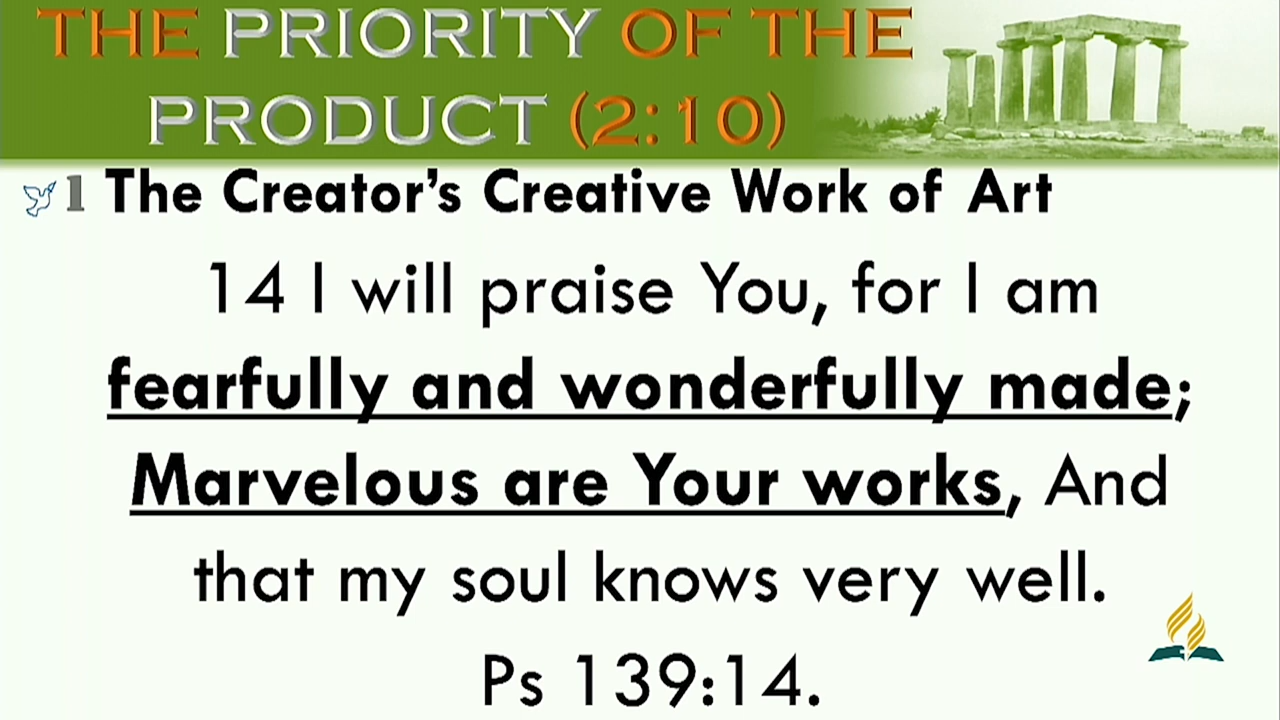 THE PRIORITY OF THE
PRODUCT (2:10)
1 The Creator’s Creative Work of Art
14 I will praise You, for I am
fearfully and wonderfully made;
Marvelous are Your works, And
that my soul knows very well.
Ps 139:14.